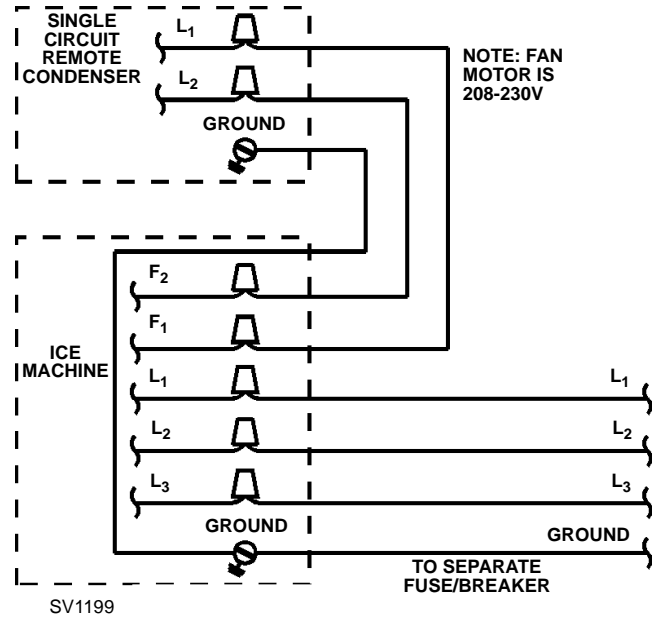 SINGLE
CIRCUIT
REMOTE
CONDENSER
L1
L2
GROUND
NOTE: FAN
MOTOR IS
208-230V
ICE
MACHINE
F2
F1
L1
L2
L3
GROUND
L1
L2
L3
GROUND
TO SEPARATE
FUSE/BREAKER
SV1199